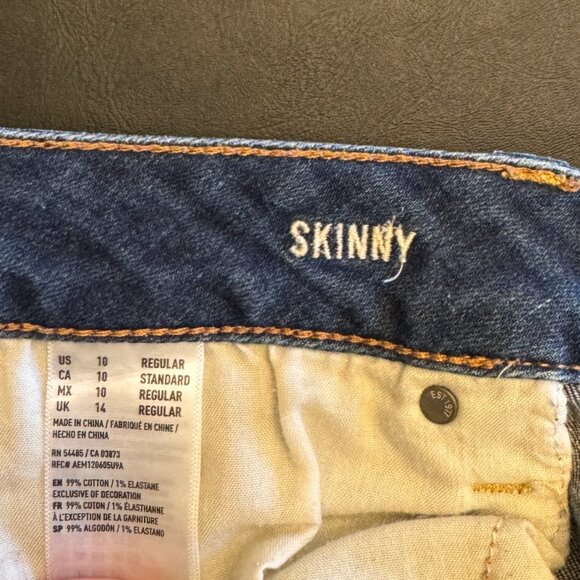 SKINNY
US 10 REGULAR
CA 10 STANDARD
MX 10 REGULAR
UK 14 REGULAR
MADE IN CHINA / FABRIQUÉ EN CHINE /
HECHO EN CHINA
RN 54485 / CA 03873
RFC# AEM120605U9A
EN 99% COTTON / 1% ELASTANE
EXCLUSIVE OF DECORATION
FR 99% COTON / 1% ÉLASTHANNE
À L'EXCEPTION DE LA GARNITURE
SP 99% ALGODÓN / 1% ELASTANO
EST 197